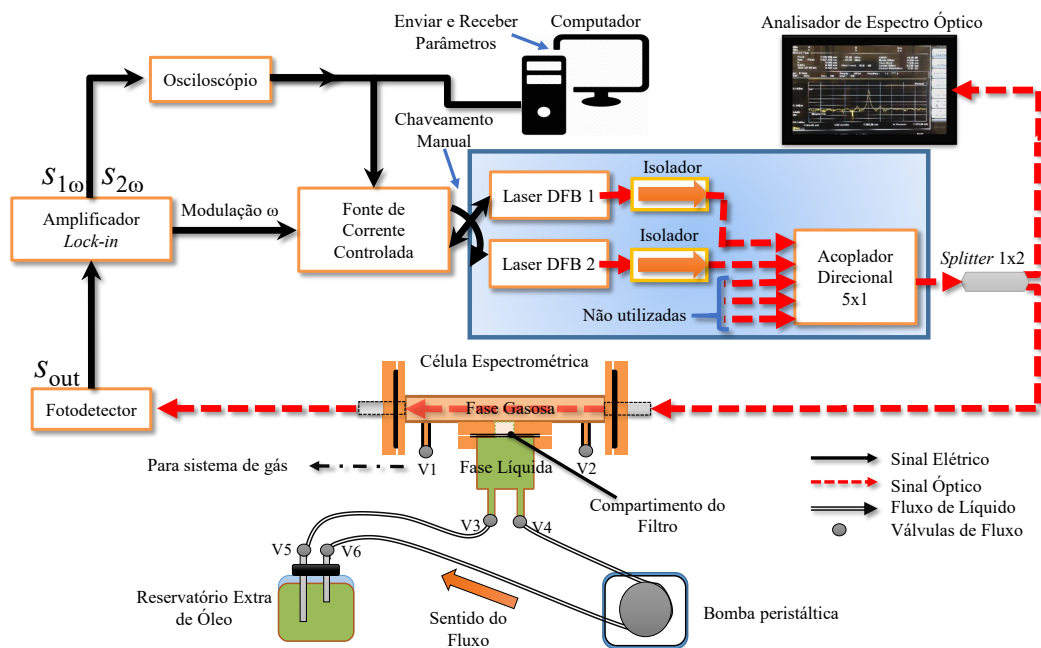 Enviar e Receber
Parâmetros
Computador
Analisador de Espectro Óptico
Osciloscópio
Chaveamento
Manual
S1ω
S2ω
Amplificador
Lock-in
Modulação ω
Fonte de
Corrente
Controlada
Laser DFB 1
Isolador
Laser DFB 2
Isolador
Não utilizadas
Acoplador
Direcional
5x1
Splitter 1x2
Sout
Fotodetector
Célula Espectrométrica
Fase Gasosa
V1
Fase Líquida
V2
Para sistema de gás
Compartimento do
Filtro
V3
V4
V5
V6
Reservatório Extra
de Óleo
Sentido do
Fluxo
Bomba peristáltica
Sinal Elétrico
Sinal Óptico
Fluxo de Líquido
Válvulas de Fluxo